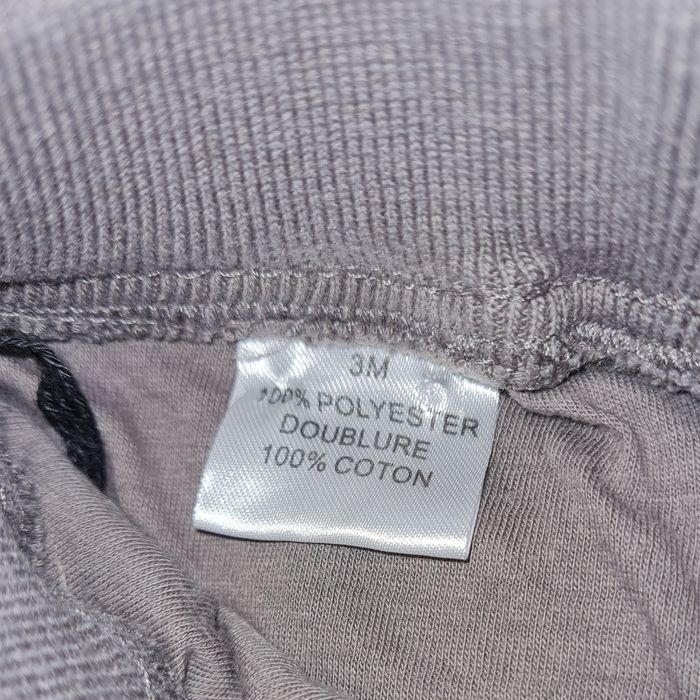 3M
100% POLYESTER
DOUBLURE
100% COTON